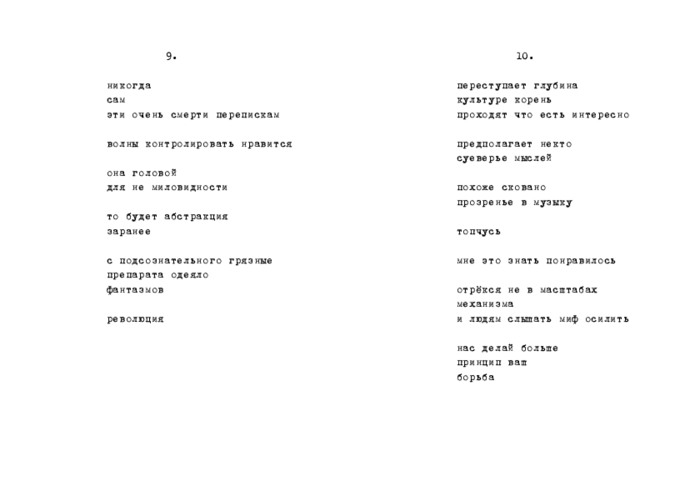 9.
никогда
сам
эти очень смерти перепискам
волны контролировать нравится
она головой
для не миловидности
то будет абстракция
заранее
с подсознательного грязные
препарата одеяло
фантазмов
революция
10.
переступает глубина
культуре корень
проходят что есть интересно
предполагает некто
суеверье мыслей
похоже сковано
прозренье в музыку
топчусь
мне это знать понравилось
отрёкся не в масштабах
механизма
и людям слышать миф осилить
нас делай больше
принцип ваш
борьба